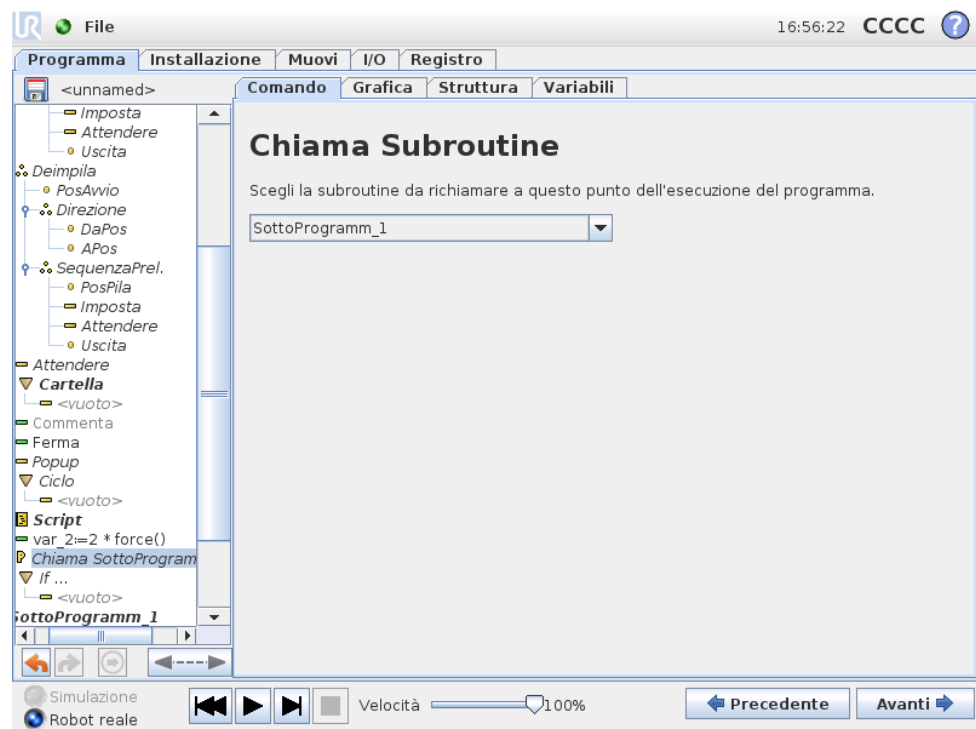 UR File 16:56:22 CCCC ?
Programma Installazione Muovi I/O Registro
<unnamed>
Comando Grafica Struttura Variabili
Imposta
Attendere
Uscita
Deimpila
PosAvvio
Direzione
DaPos
APos
SequenzaPrel.
PosPila
Imposta
Attendere
Uscita
Attendere
Cartella
<vuoto>
Commenta
Ferma
Popup
Ciclo
<vuoto>
Script
var_2:=2 * force()
Chiama SottoProgram
If ...
<vuoto>
SottoProgramm_1
Chiama Subroutine
Scegli la subroutine da richiamare a questo punto dell'esecuzione del programma.
SottoProgramm_1
Simulazione
Robot reale
Velocità 100%
Precedente
Avanti